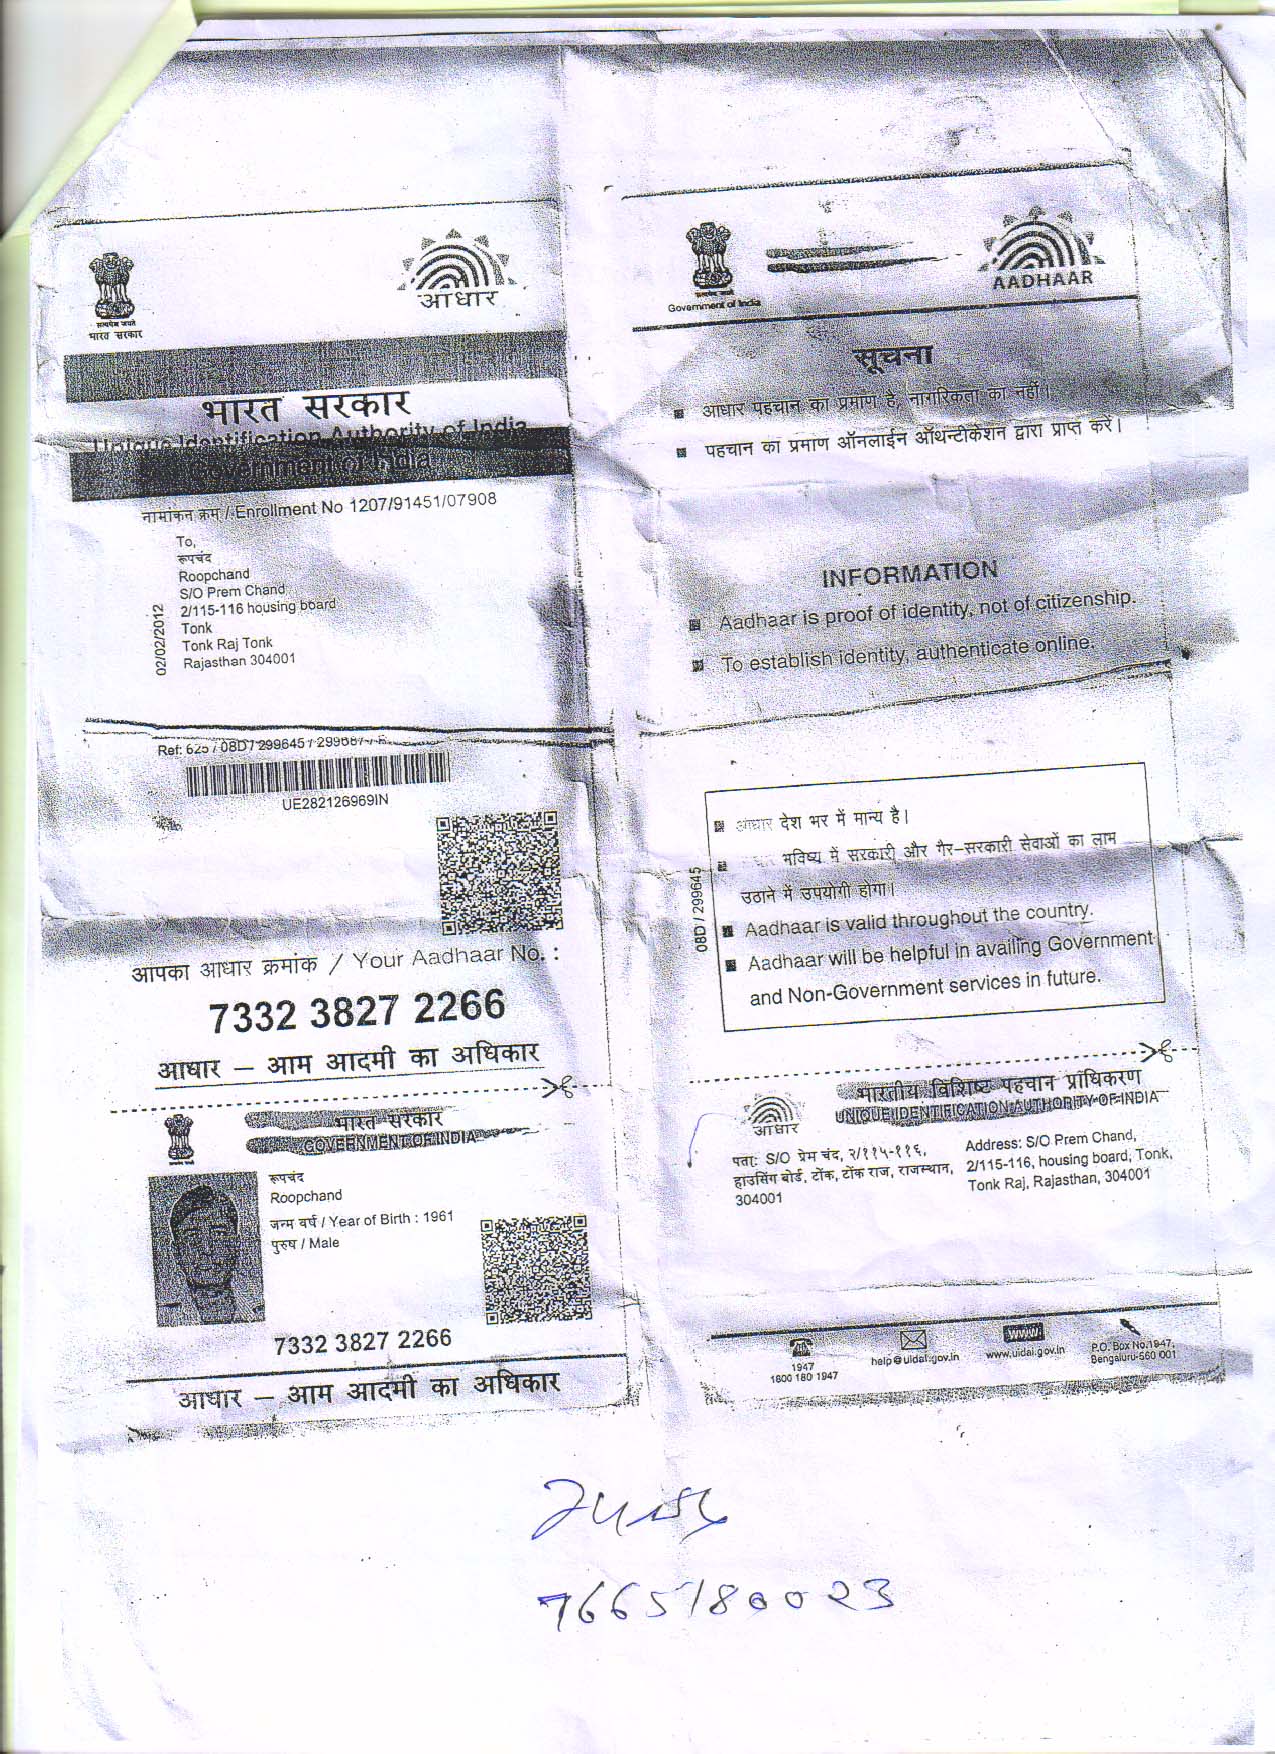 आधार
सत्यमेव जयते
भारत सरकार
भारत सरकार
Unique Identification Authority of India
Government of India
नामांकन क्रम / Enrollment No 1207/91451/07908
To,
रूपचंद
Roopchand
S/O Prem Chand
2/115-116 housing board
Tonk
Tonk Raj Tonk
Rajasthan 304001
02/02/2012
UE282126969IN
आपका आधार क्रमांक / Your Aadhaar No. :
7332 3827 2266
आधार – आम आदमी का अधिकार
भारत सरकार
GOVERNMENT OF INDIA
रूपचंद
Roopchand
जन्म वर्ष / Year of Birth : 1961
पुरुष / Male
7332 3827 2266
आधार – आम आदमी का अधिकार
Government of India
AADHAAR
सूचना
आधार पहचान का प्रमाण है, नागरिकता का नहीं।
पहचान का प्रमाण ऑनलाईन ऑथन्टीकेशन द्वारा प्राप्त करें।
INFORMATION
Aadhaar is proof of identity, not of citizenship.
To establish identity, authenticate online.
08D / 299645
आधार देश भर में मान्य है।
भविष्य में सरकारी और गैर-सरकारी सेवाओं का लाभ
उठाने में उपयोगी होगा।
Aadhaar is valid throughout the country.
Aadhaar will be helpful in availing Government
and Non-Government services in future.
आधार
भारतीय विशिष्ट पहचान प्राधिकरण
UNIQUE IDENTIFICATION AUTHORITY OF INDIA
पता: S/O प्रेम चंद, २/११५-११६,
हाउसिंग बोर्ड, टोंक, टोंक राज, राजस्थान,
304001
Address: S/O Prem Chand,
2/115-116, housing board, Tonk,
Tonk Raj, Rajasthan, 304001
1947
1800 180 1947
help@uidai.gov.in
www
www.uidai.gov.in
P.O. Box No.1947,
Bengaluru-560 001
7665180023